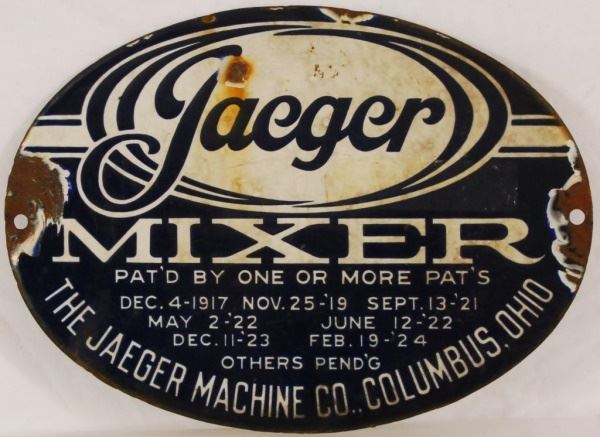 Jaeger
MIXER
PAT'D BY ONE OR MORE PAT'S
DEC. 4-1917 NOV. 25-'19 SEPT. 13-'21
MAY 2-'22 JUNE 12-'22
DEC. 11-'23 FEB. 19-'24
OTHERS PEND'G
THE JAEGER MACHINE CO., COLUMBUS, OHIO